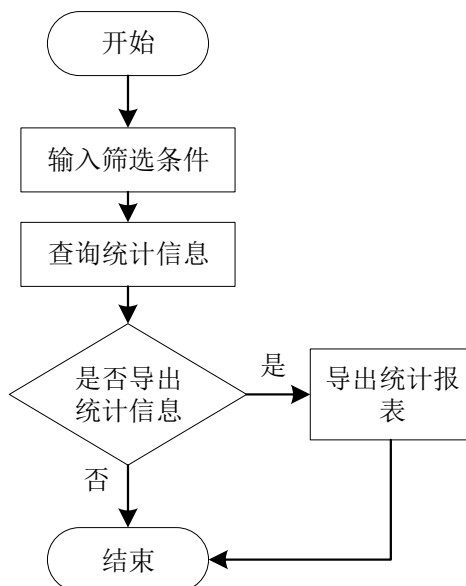 开始
输入筛选条件
查询统计信息
是否导出
统计信息
是
导出统计报
表
否
结束